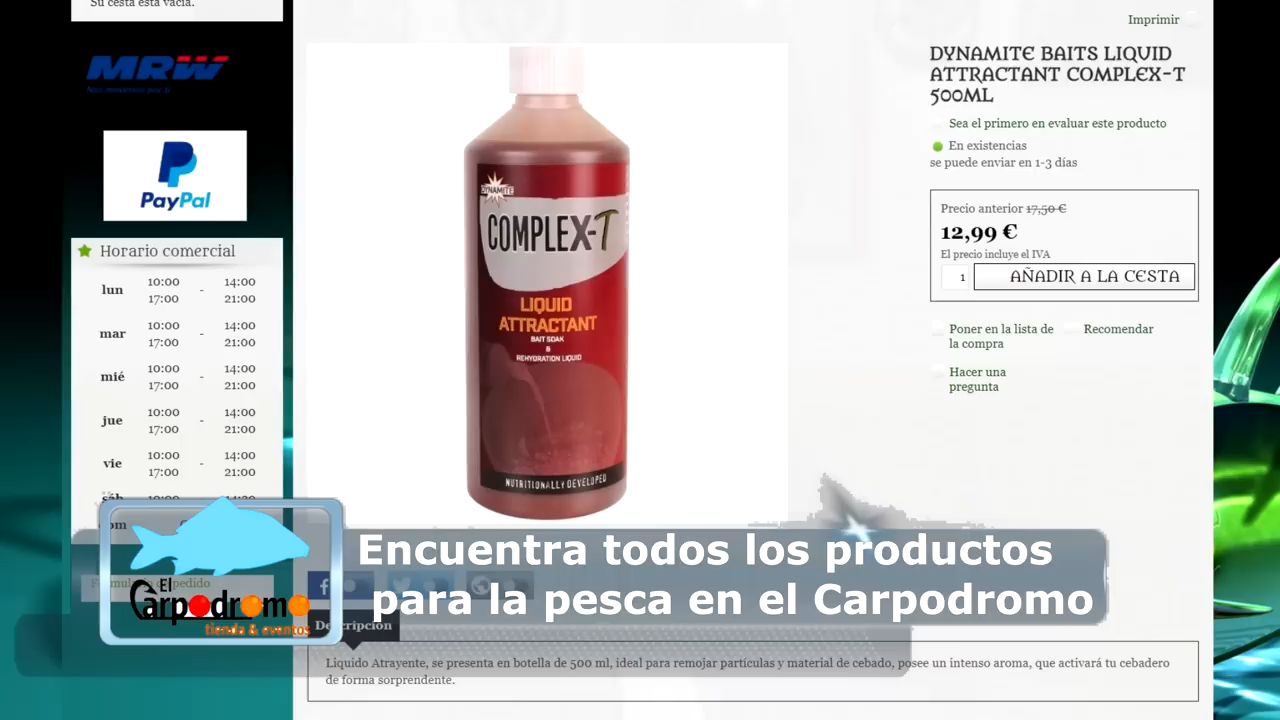 Su cesta está vacía.
MRW
Nos movemos por ti
PayPal
Horario comercial
lun 10:00 - 14:00
17:00 21:00
mar 10:00 - 14:00
17:00 21:00
mié 10:00 - 14:00
17:00 21:00
jue 10:00 - 14:00
17:00 21:00
vie 10:00 - 14:00
17:00 21:00
sáb 10:00
dom
Imprimir
DYNAMITE BAITS LIQUID
ATTRACTANT COMPLEX-T
500ML
Sea el primero en evaluar este producto
En existencias
se puede enviar en 1-3 días
Precio anterior 17,50 €
12,99 €
El precio incluye el IVA
1 AÑADIR A LA CESTA
Poner en la lista de
la compra
Recomendar
Hacer una
pregunta
DYNAMITE
COMPLEX-T
LIQUID
ATTRACTANT
BAIT SOAK
&
REHYDRATION LIQUID
NUTRITIONALLY DEVELOPED
El
Carpodromo
tienda & eventos
Encuentra todos los productos
para la pesca en el Carpodromo
Descripción
Liquido Atrayente, se presenta en botella de 500 ml, ideal para remojar partículas y material de cebado, posee un intenso aroma, que activará tu cebadero
de forma sorprendente.